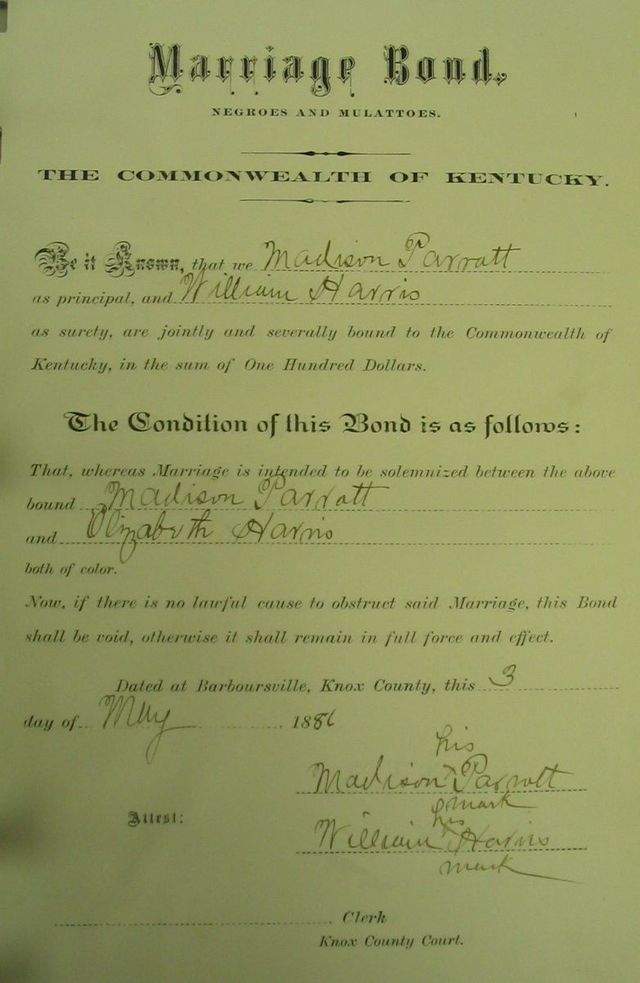 Marriage Bond,
NEGROES AND MULATTOES.
THE COMMONWEALTH OF KENTUCKY.
Be it Known, that we Madison Parrott
as principal, and William Harris
as surety, are jointly and severally bound to the Commonwealth of
Kentucky, in the sum of One Hundred Dollars.
The Condition of this Bond is as follows:
That, whereas Marriage is intended to be solemnized between the above
bound Madison Parrott
and Elizabeth Harris
both of color.
Now, if there is no lawful cause to obstruct said Marriage, this Bond
shall be void, otherwise it shall remain in full force and effect.
Dated at Barboursville, Knox County, this 3
day of May 188
his
Madison X Parrott
mark
his
Attest:
William X Harris
mark
Clerk
Knox County Court.